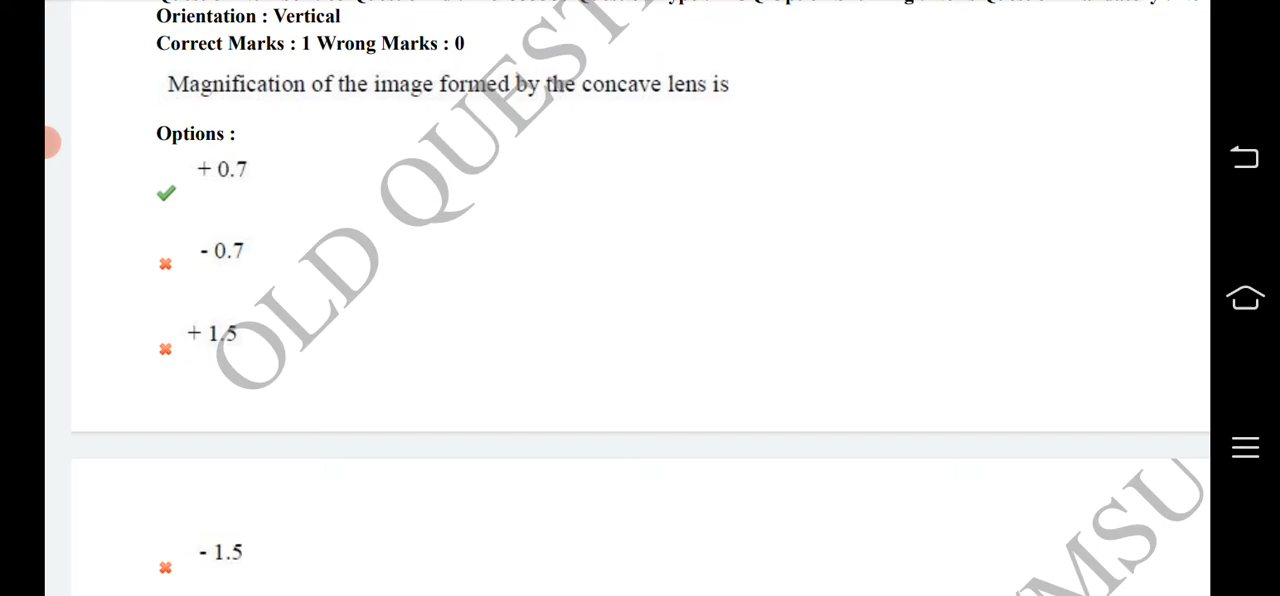 Orientation : Vertical
Correct Marks : 1 Wrong Marks : 0
Magnification of the image formed by the concave lens is
Options :
+ 0.7
- 0.7
+ 1.5
- 1.5
OLD QUEST
MSU